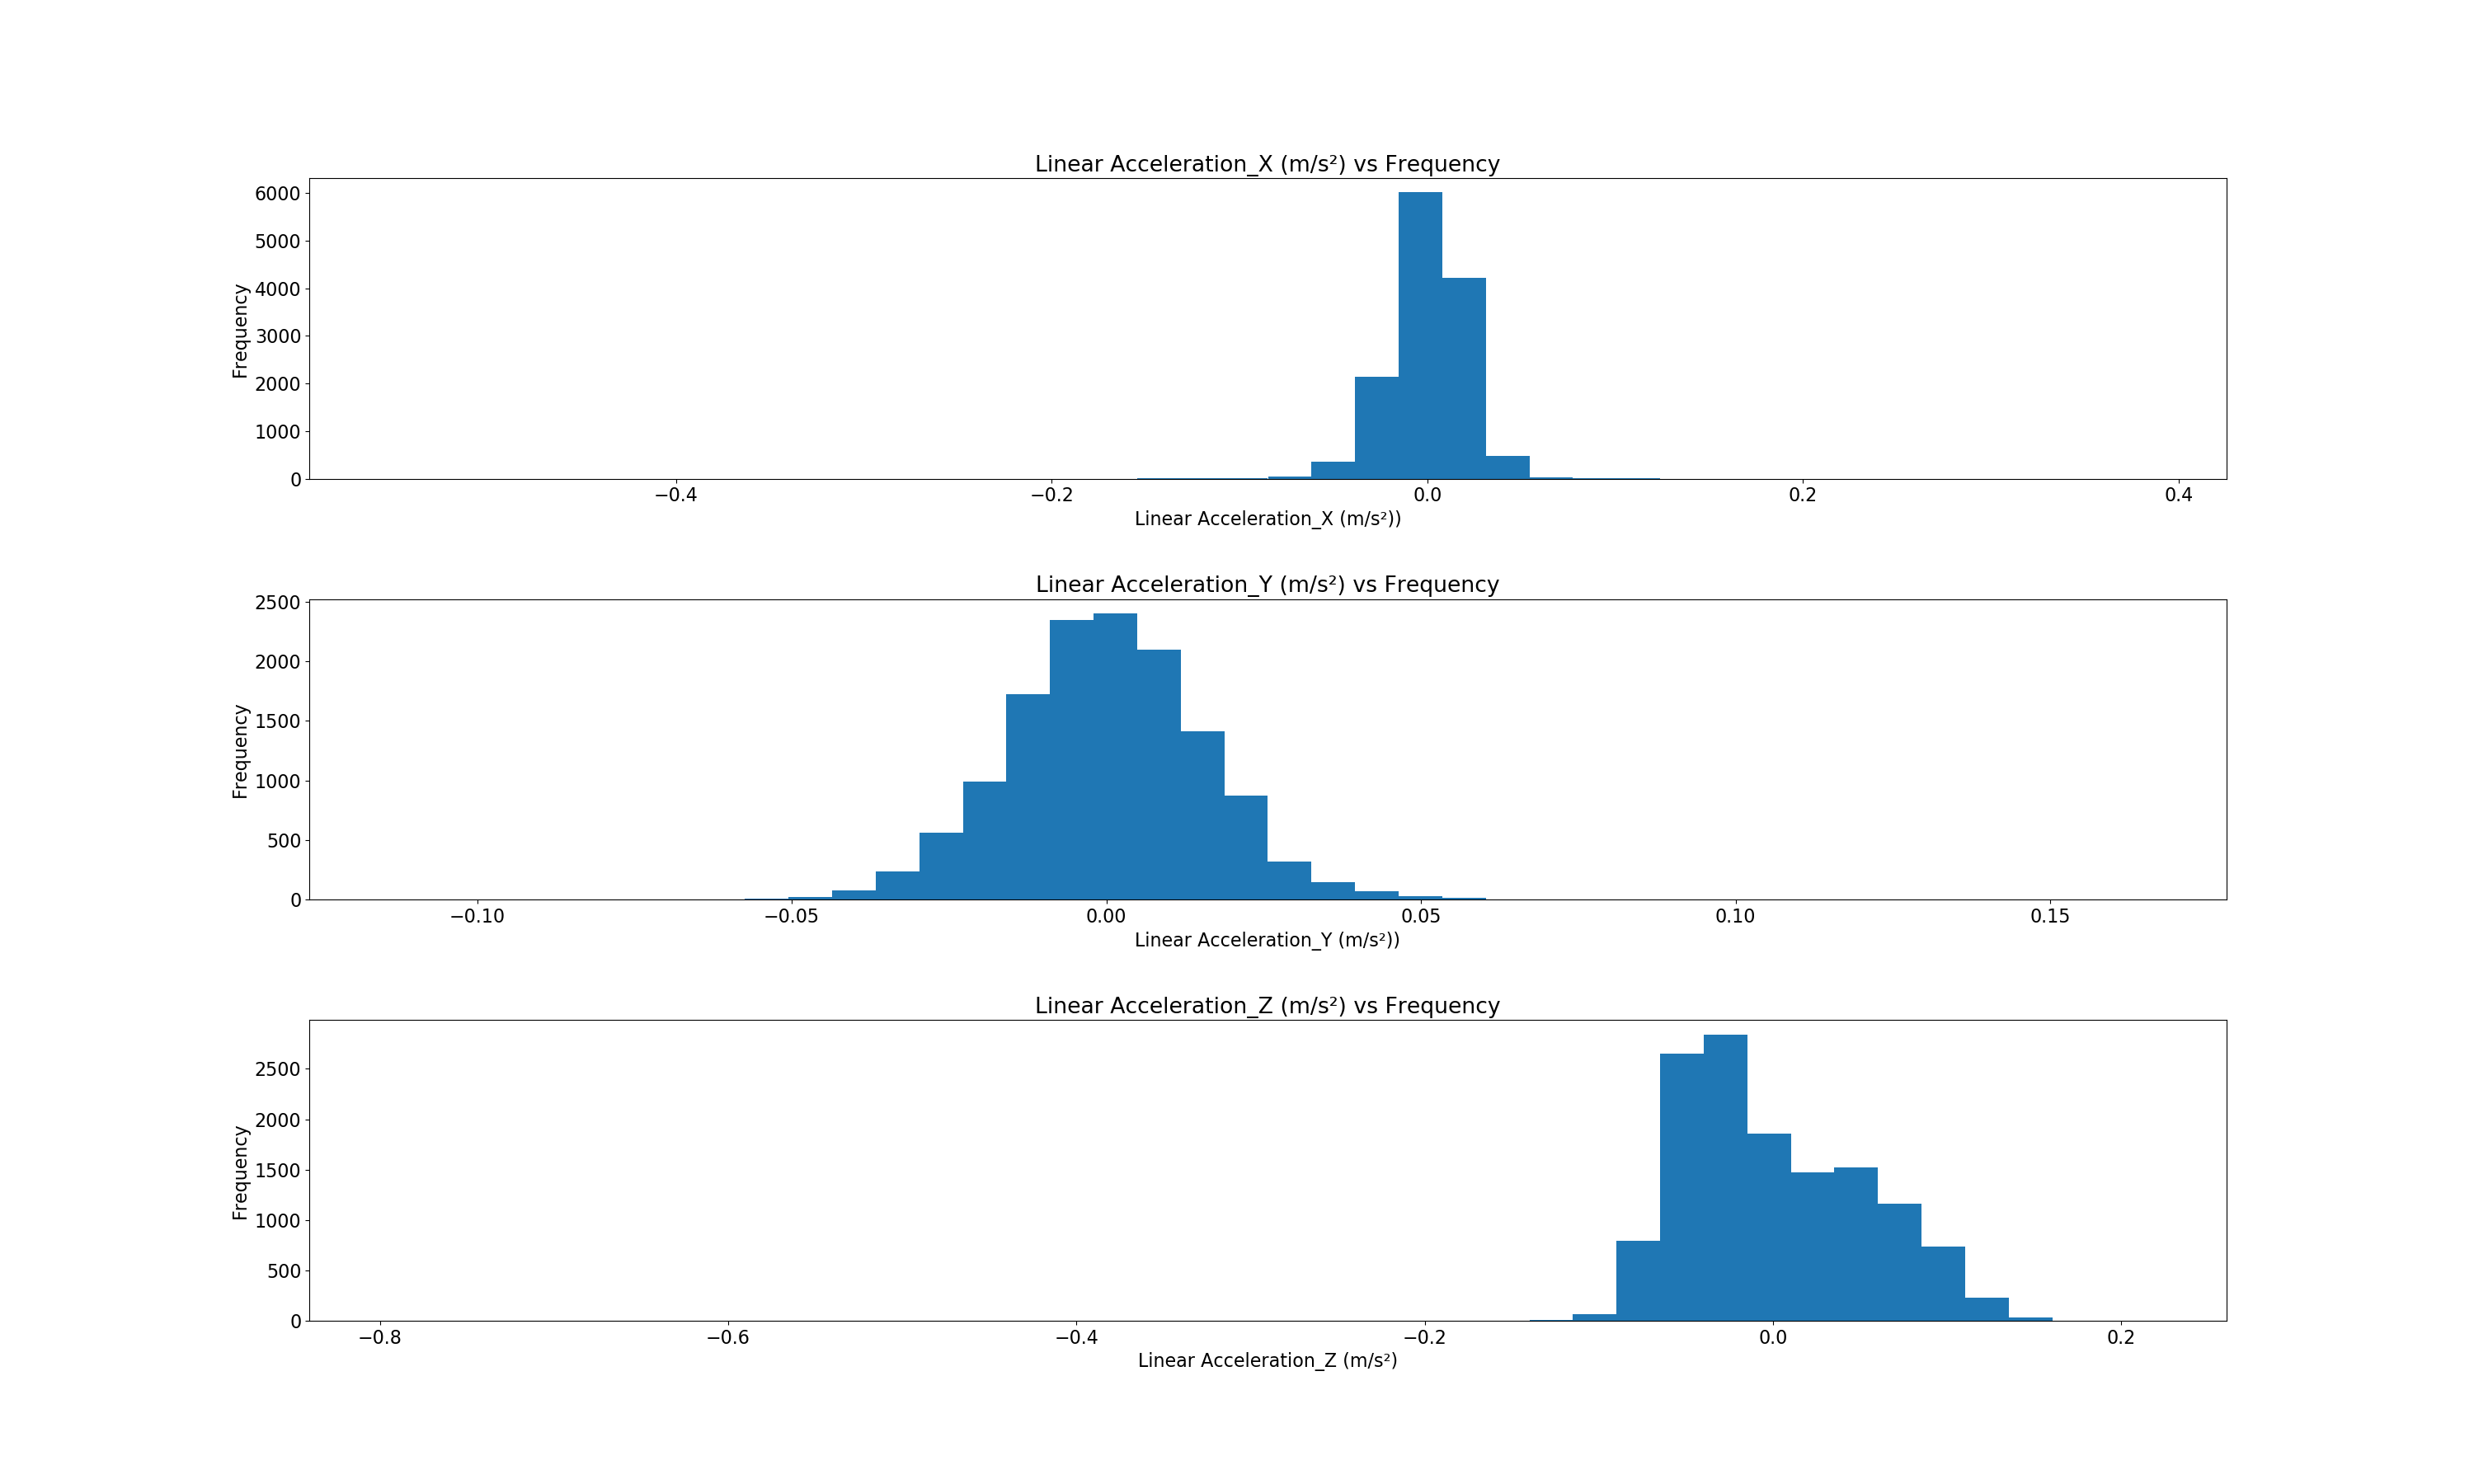 Linear Acceleration_X (m/s²) vs Frequency
6000
5000
4000
3000
2000
1000
0
Frequency
−0.4 −0.2 0.0 0.2 0.4
Linear Acceleration_X (m/s²))
Linear Acceleration_Y (m/s²) vs Frequency
2500
2000
1500
1000
500
0
Frequency
−0.10 −0.05 0.00 0.05 0.10 0.15
Linear Acceleration_Y (m/s²))
Linear Acceleration_Z (m/s²) vs Frequency
2500
2000
1500
1000
500
0
Frequency
−0.8 −0.6 −0.4 −0.2 0.0 0.2
Linear Acceleration_Z (m/s²)